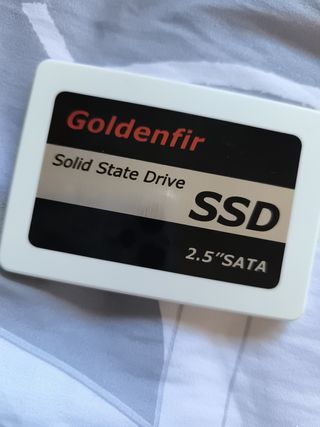 Goldenfir
Solid State Drive
SSD
2.5"SATA